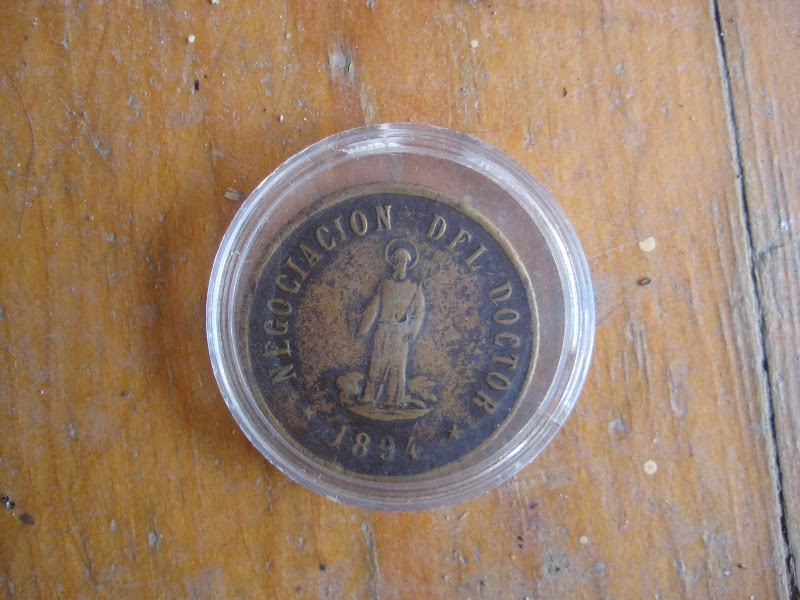 NEGOCIACION DEL DOCTOR
1894